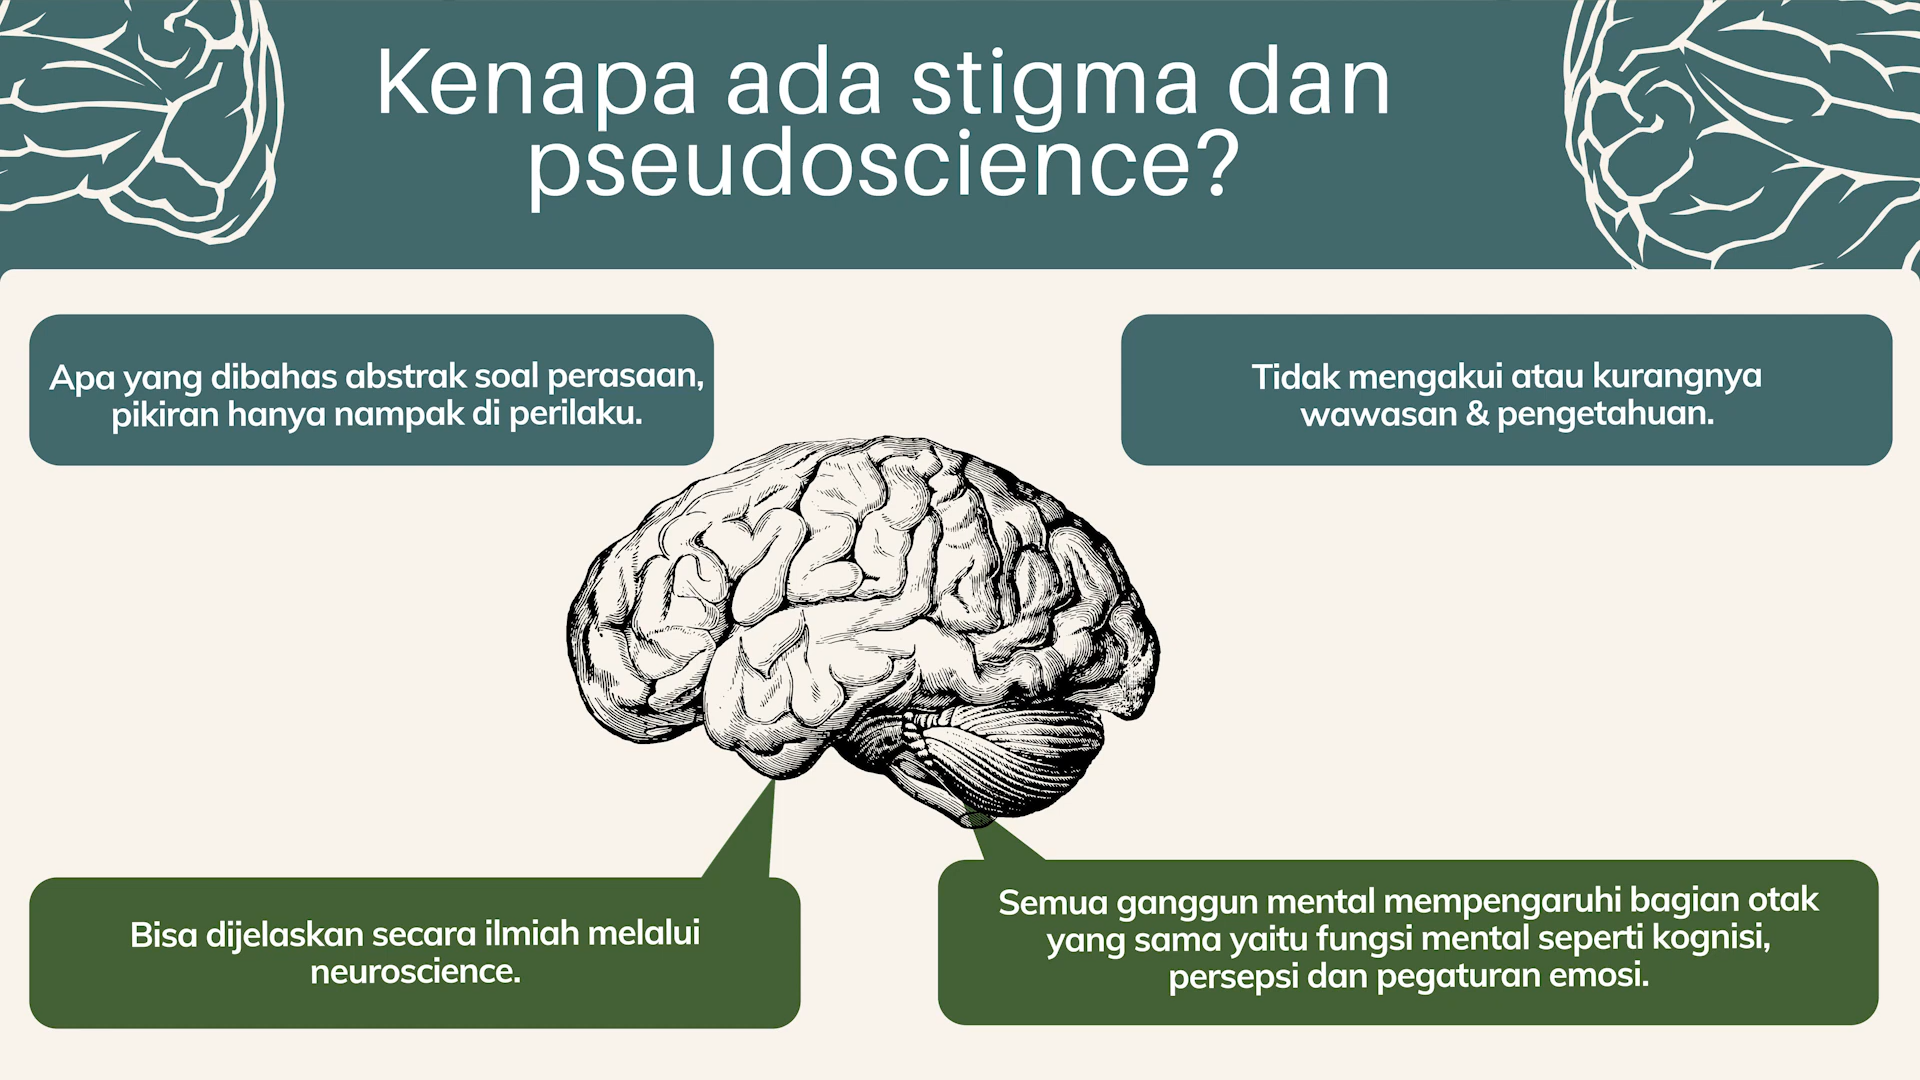 Kenapa ada stigma dan
pseudoscience?
Apa yang dibahas abstrak soal perasaan,
pikiran hanya nampak di perilaku.
Tidak mengakui atau kurangnya
wawasan & pengetahuan.
Bisa dijelaskan secara ilmiah melalui
neuroscience.
Semua ganggun mental mempengaruhi bagian otak
yang sama yaitu fungsi mental seperti kognisi,
persepsi dan pegaturan emosi.